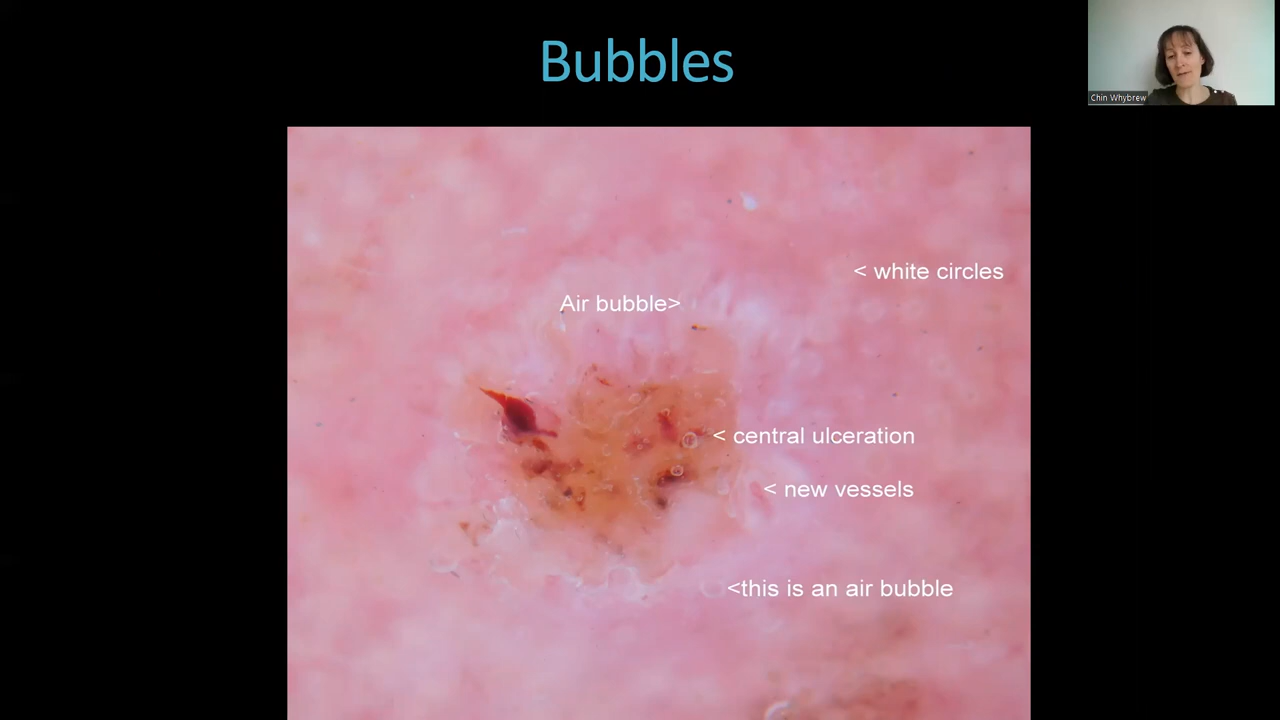 Bubbles
Chin Whybrew
< white circles
Air bubble>
< central ulceration
< new vessels
<this is an air bubble